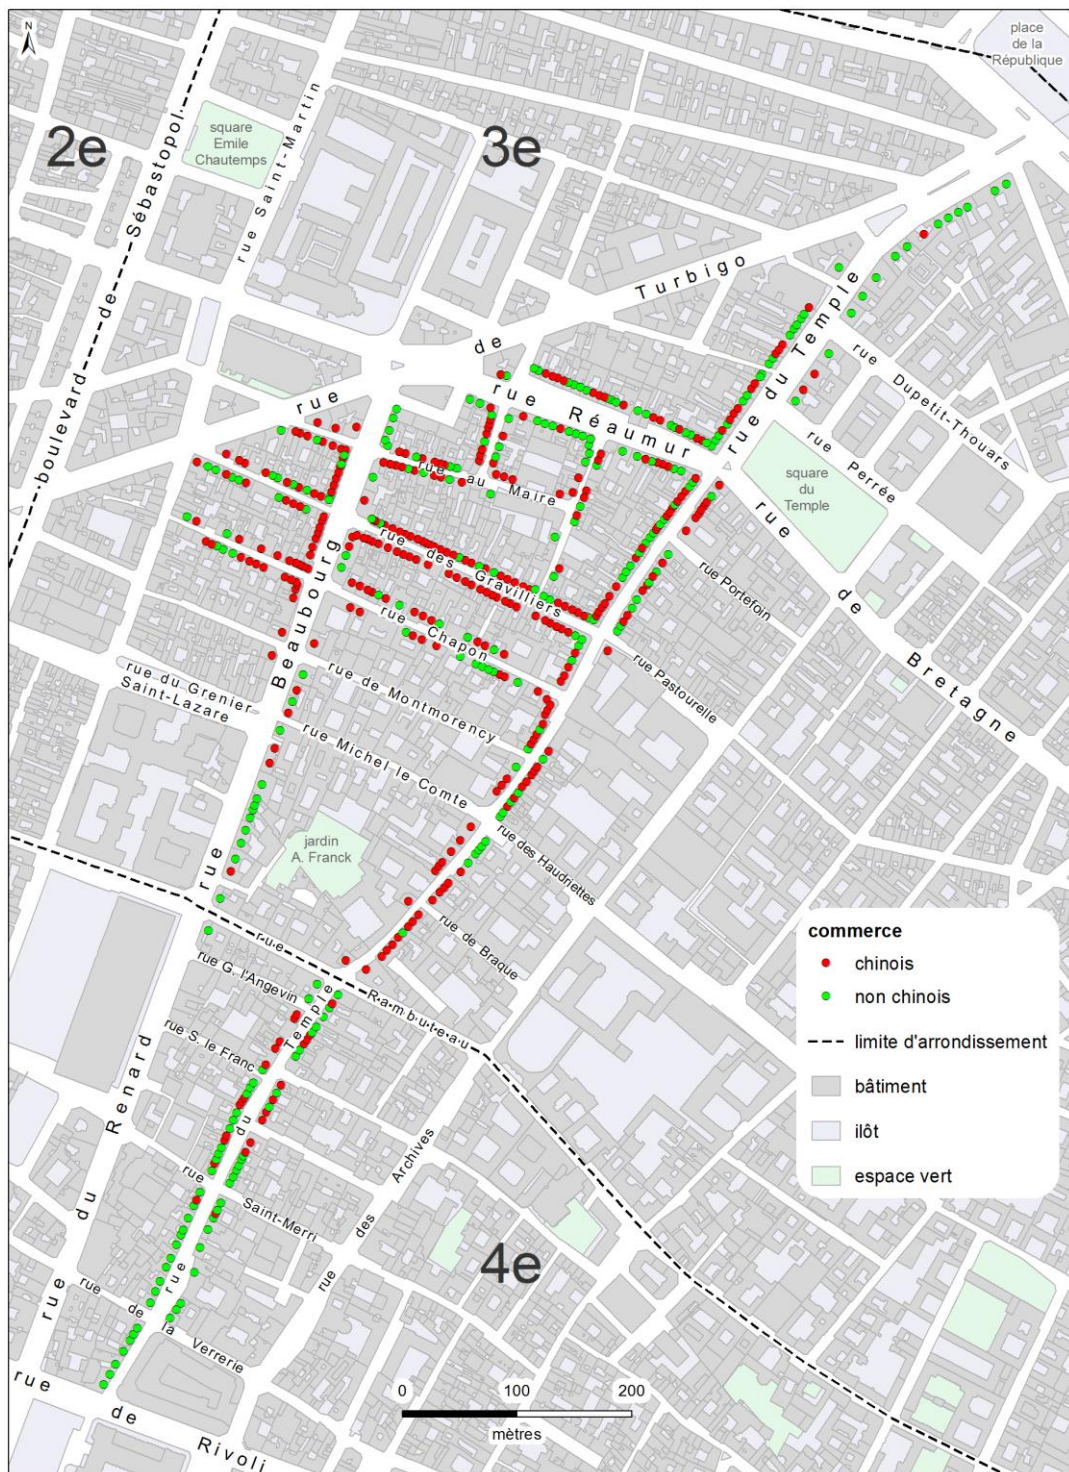 N
place
de la
République
2e
3e
square
Emile
Chautemps
rue Saint-Martin
boulevard de Sébastopol
rue de Turbigo
rue Réaumur
rue du Temple
rue Dupetit-Thouars
rue Perrée
square
du
Temple
rue de Bretagne
rue au Maire
rue des Gravilliers
rue Chapon
rue Portefoin
rue Pastourelle
rue Beaubourg
rue du Grenier
Saint-Lazare
rue de Montmorency
rue Michel le Comte
rue des Haudriettes
jardin
A. Franck
rue de Braque
rue Rambuteau
rue G. l'Angevin
rue S. le Franc
rue du Temple
rue du Renard
rue Saint-Merri
rue des Archives
rue de la Verrerie
rue de Rivoli
4e
commerce
chinois
non chinois
limite d'arrondissement
bâtiment
ilôt
espace vert
0 100 200
mètres